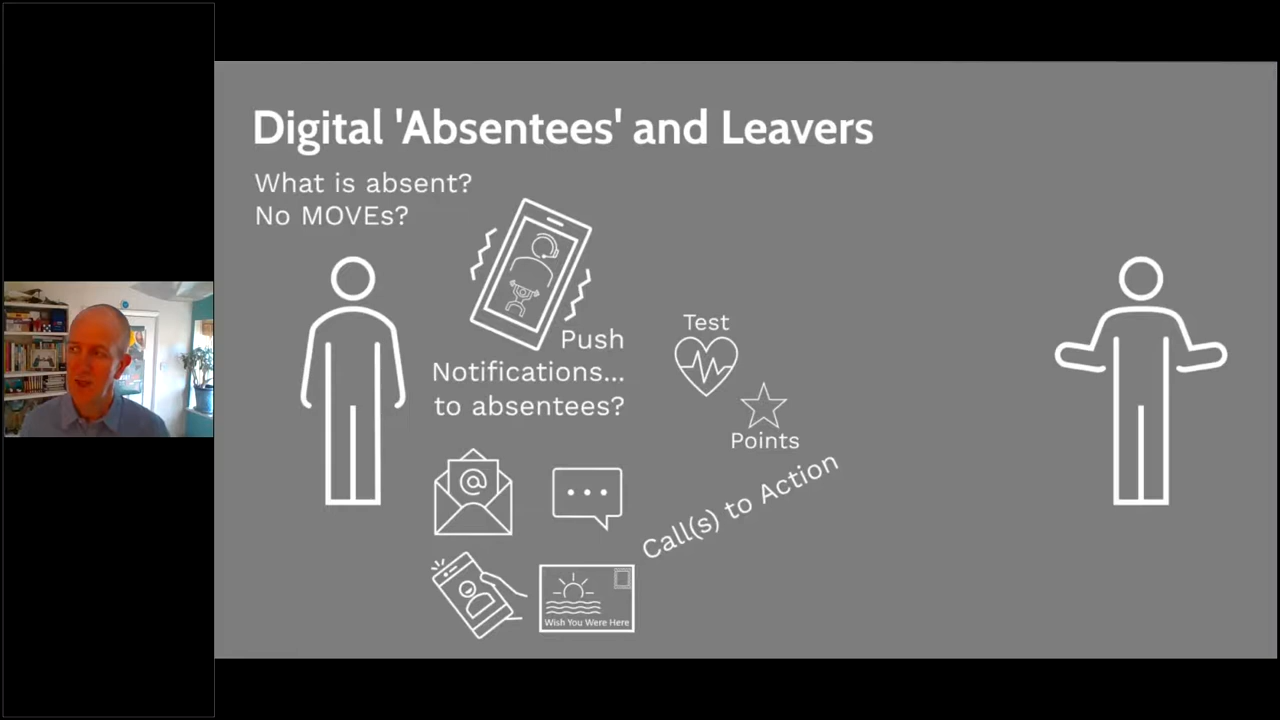 Digital 'Absentees' and Leavers
What is absent?
No MOVEs?
Push
Notifications...
to absentees?
Test
Points
Call(s) to Action
@
Wish You Were Here